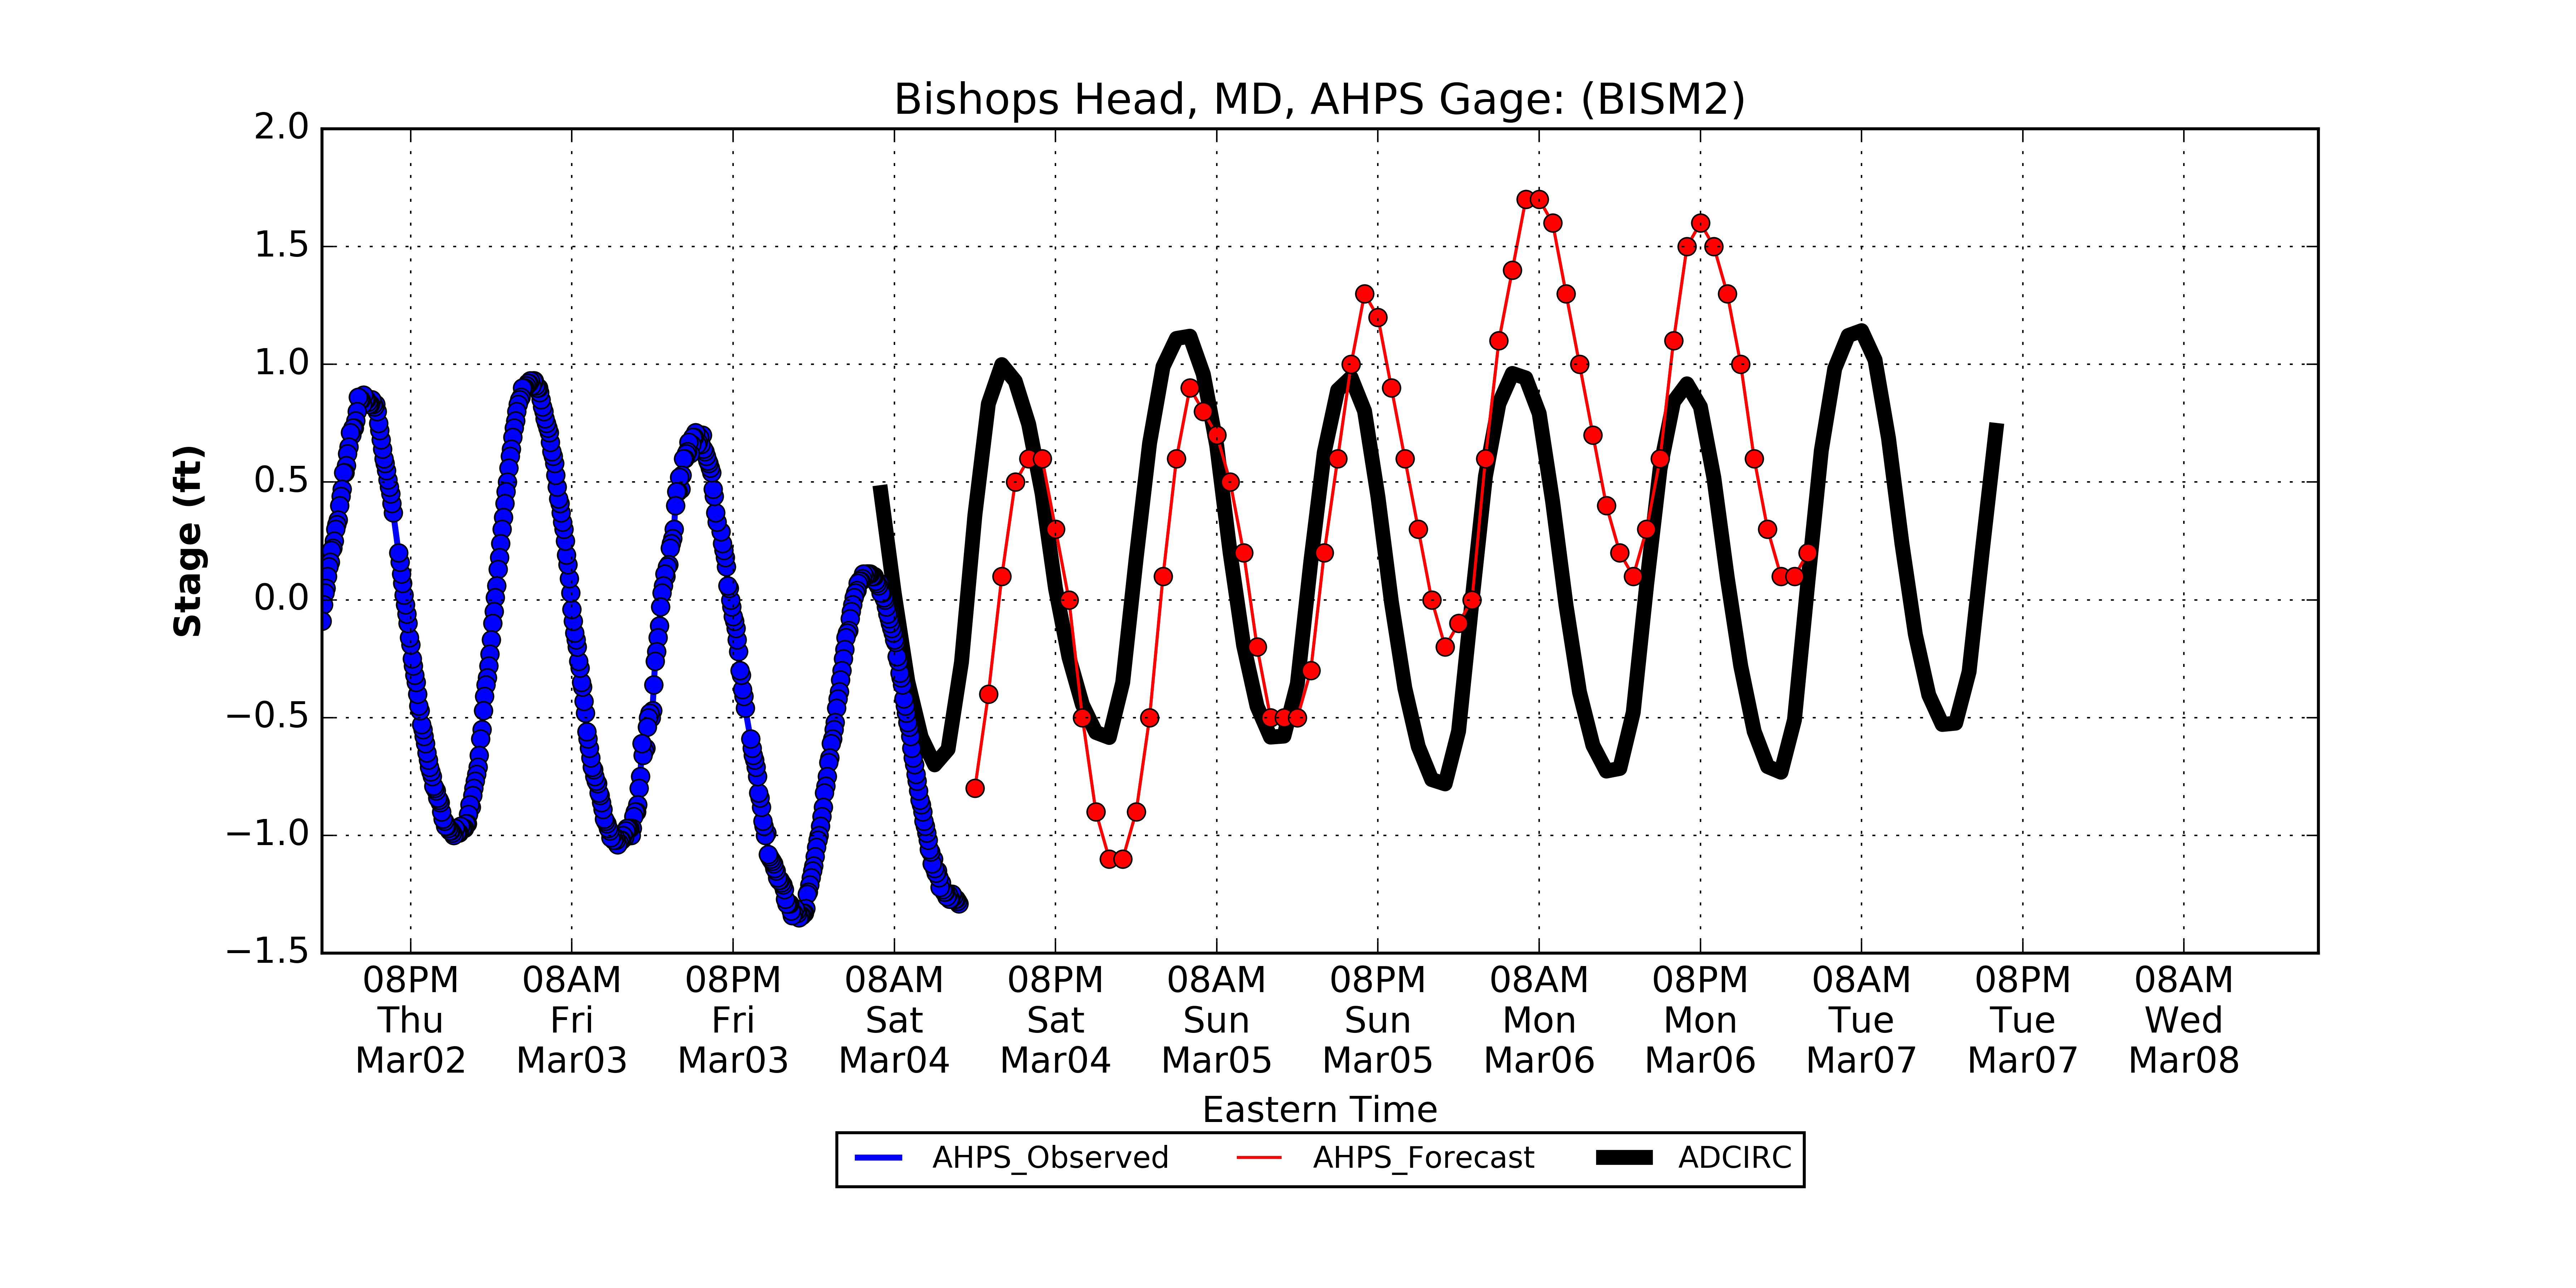 Bishops Head, MD, AHPS Gage: (BISM2)
Stage (ft)
2.0
1.5
1.0
0.5
0.0
−0.5
−1.0
−1.5
08PM 08AM 08PM 08AM 08PM 08AM 08PM 08AM 08PM 08AM 08PM 08AM
Thu Fri Fri Sat Sat Sun Sun Mon Mon Tue Tue Wed
Mar02 Mar03 Mar03 Mar04 Mar04 Mar05 Mar05 Mar06 Mar06 Mar07 Mar07 Mar08
Eastern Time
AHPS_Observed AHPS_Forecast ADCIRC